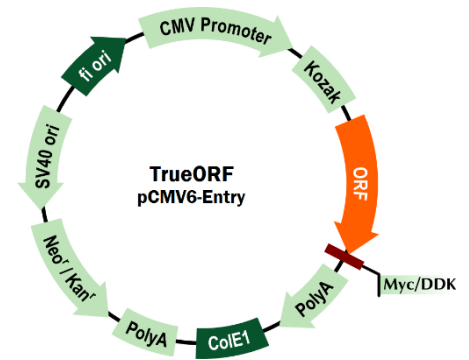 CMV Promoter
Kozak
ORF
Myc/DDK
PolyA
ColE1
PolyA
Neoʳ / Kanʳ
SV40 ori
fi ori
TrueORF
pCMV6-Entry